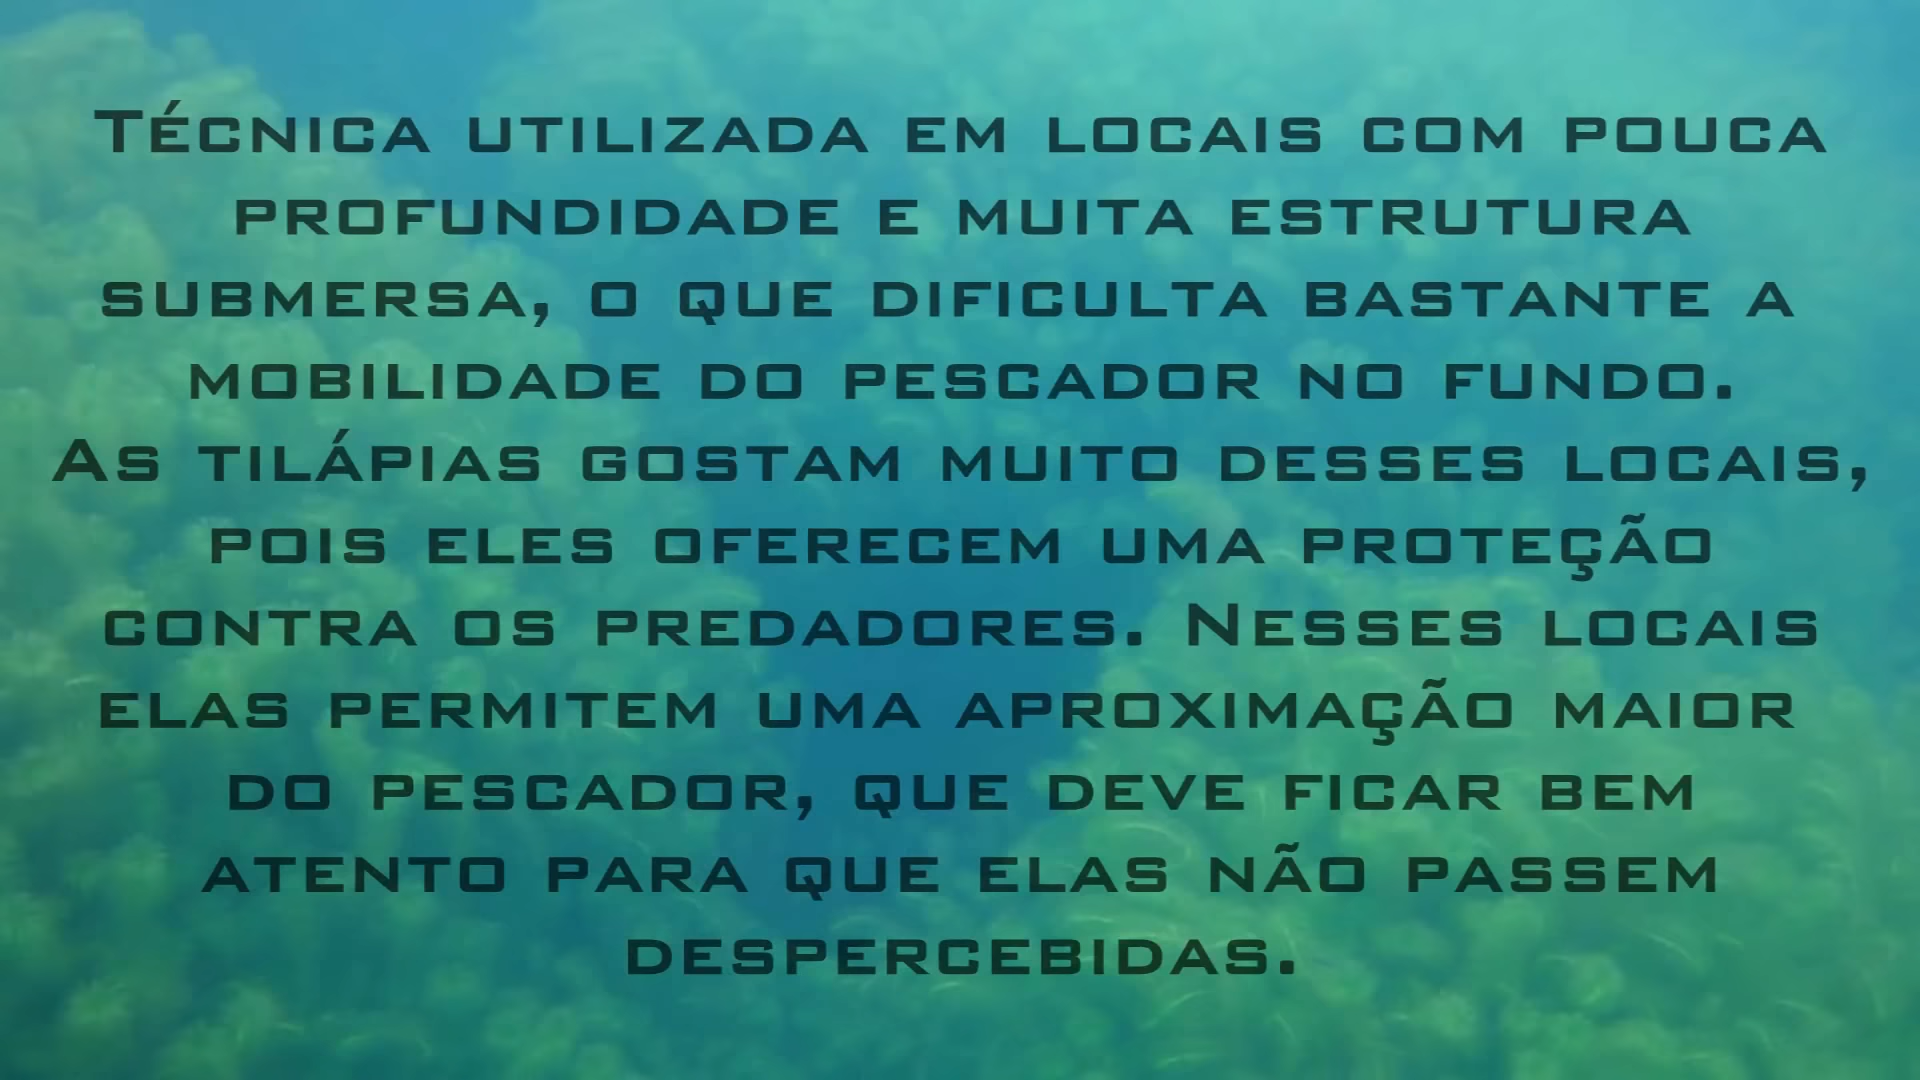 Técnica utilizada em locais com pouca
profundidade e muita estrutura
submersa, o que dificulta bastante a
mobilidade do pescador no fundo.
As tilápias gostam muito desses locais,
pois eles oferecem uma proteção
contra os predadores. Nesses locais
elas permitem uma aproximação maior
do pescador, que deve ficar bem
atento para que elas não passem
despercebidas.